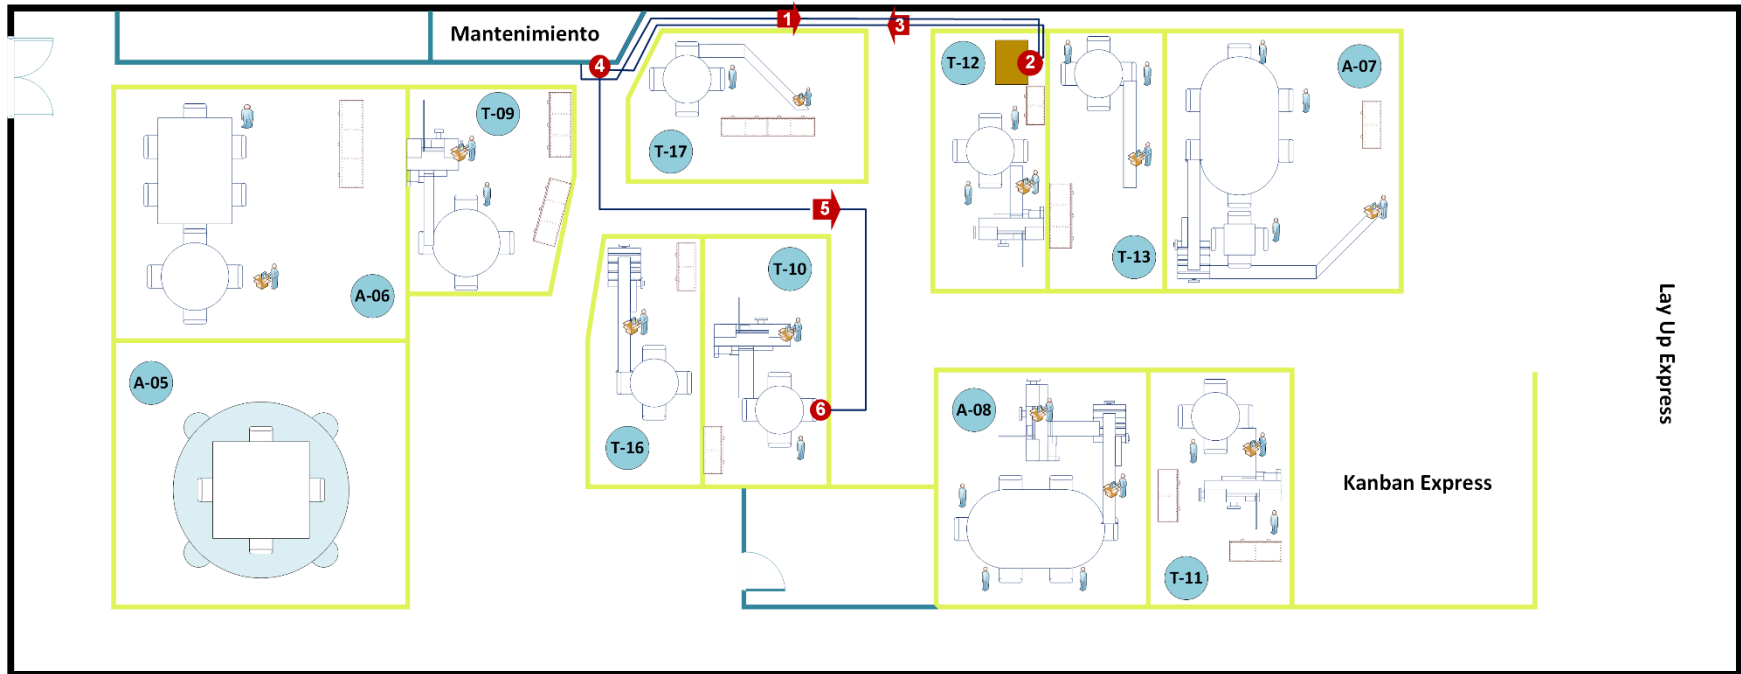 Mantenimiento
1
3
4
2
T-12
A-07
T-09
T-17
5
T-13
T-10
A-06
A-05
6
A-08
T-16
Kanban Express
T-11
Lay Up Express